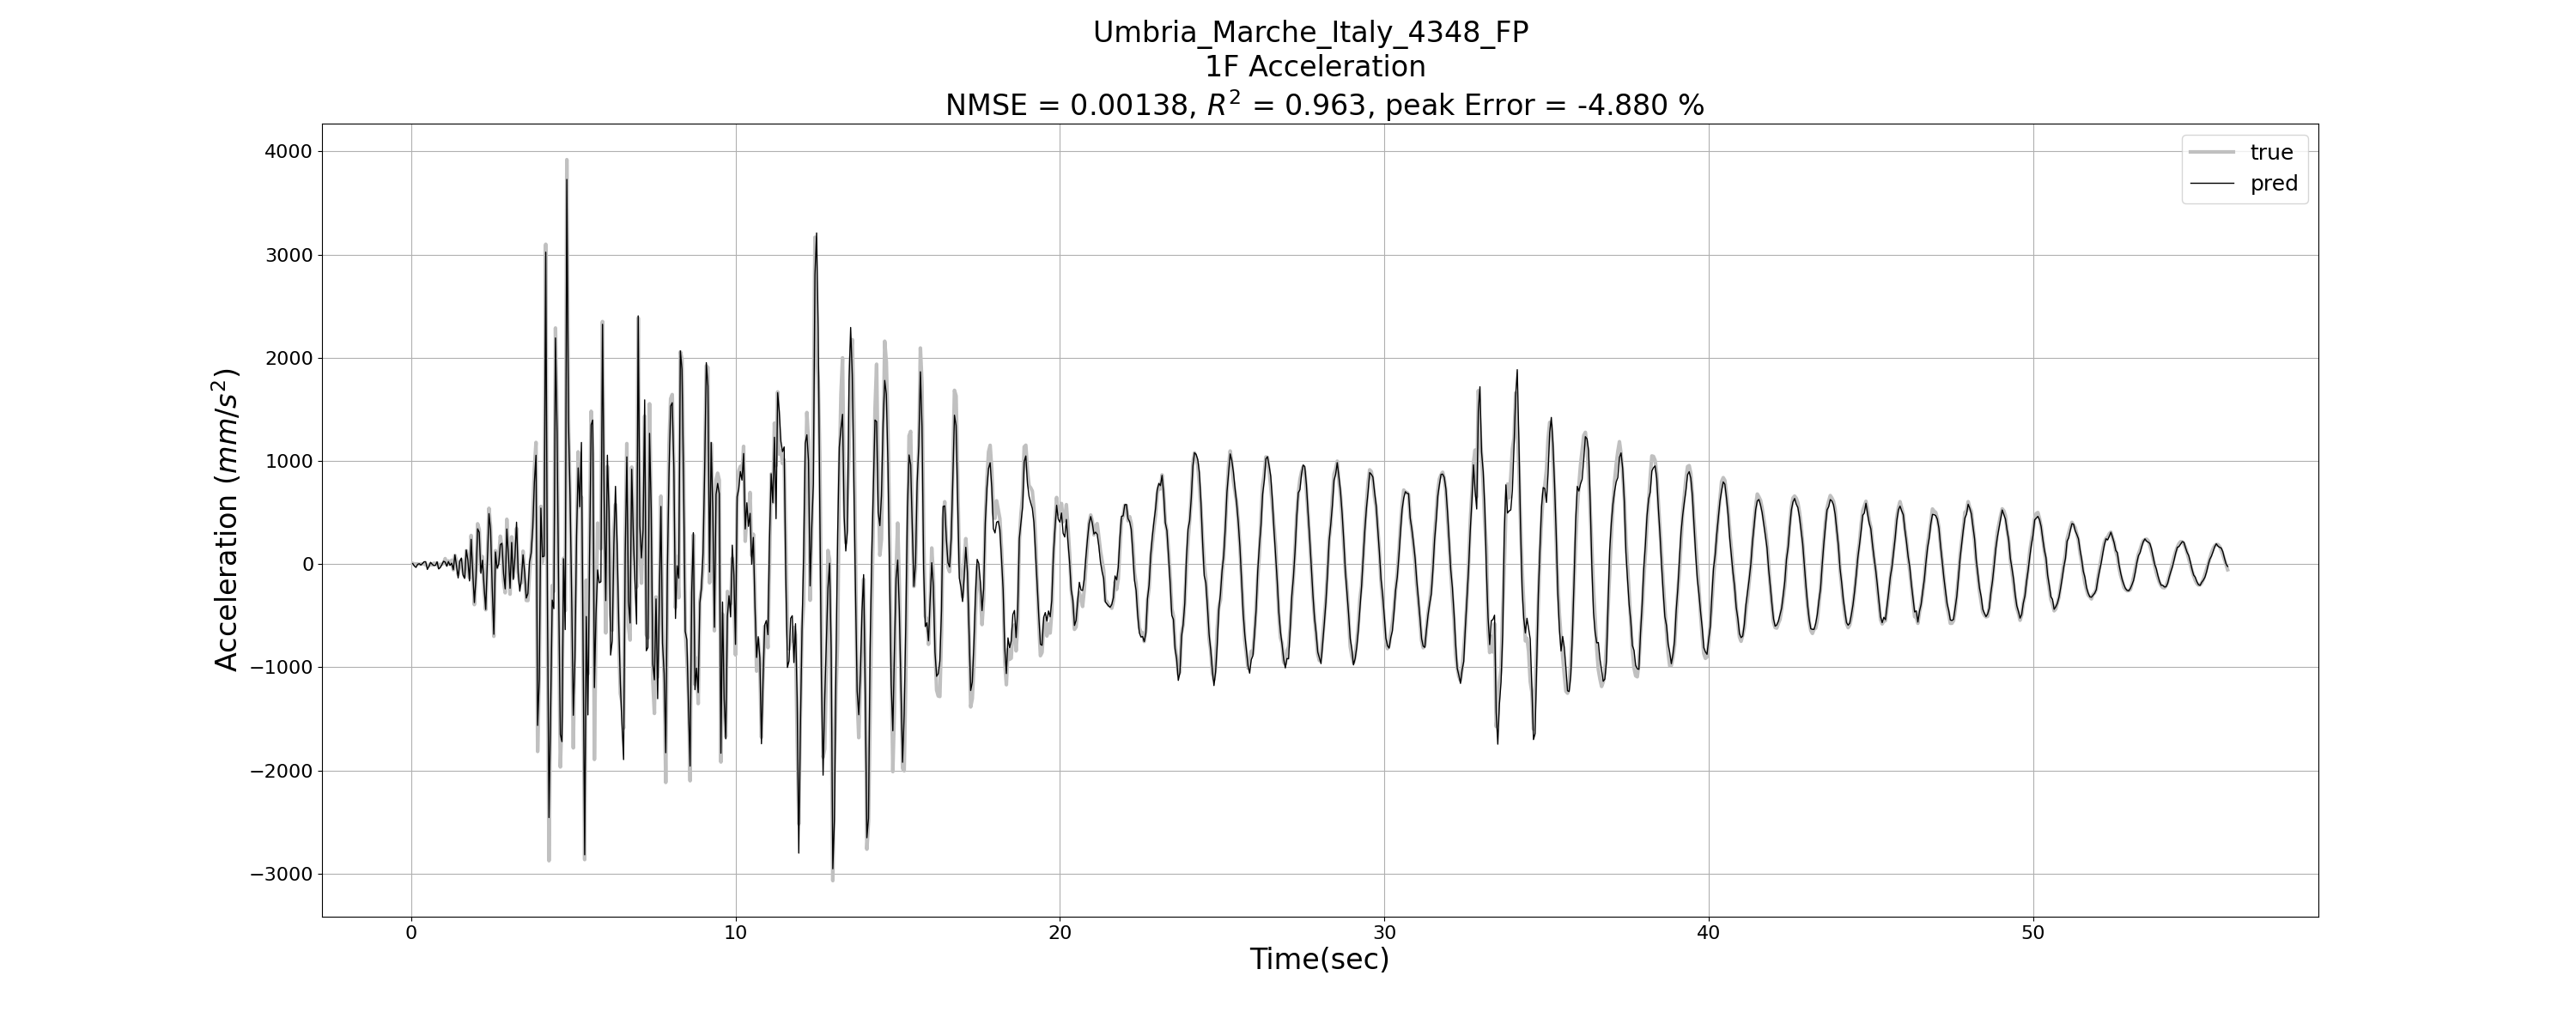 Umbria_Marche_Italy_4348_FP
1F Acceleration
NMSE = 0.00138, R² = 0.963, peak Error = -4.880 %
true
pred
Acceleration (mm/s²)
4000
3000
2000
1000
0
−1000
−2000
−3000
0 10 20 30 40 50
Time(sec)